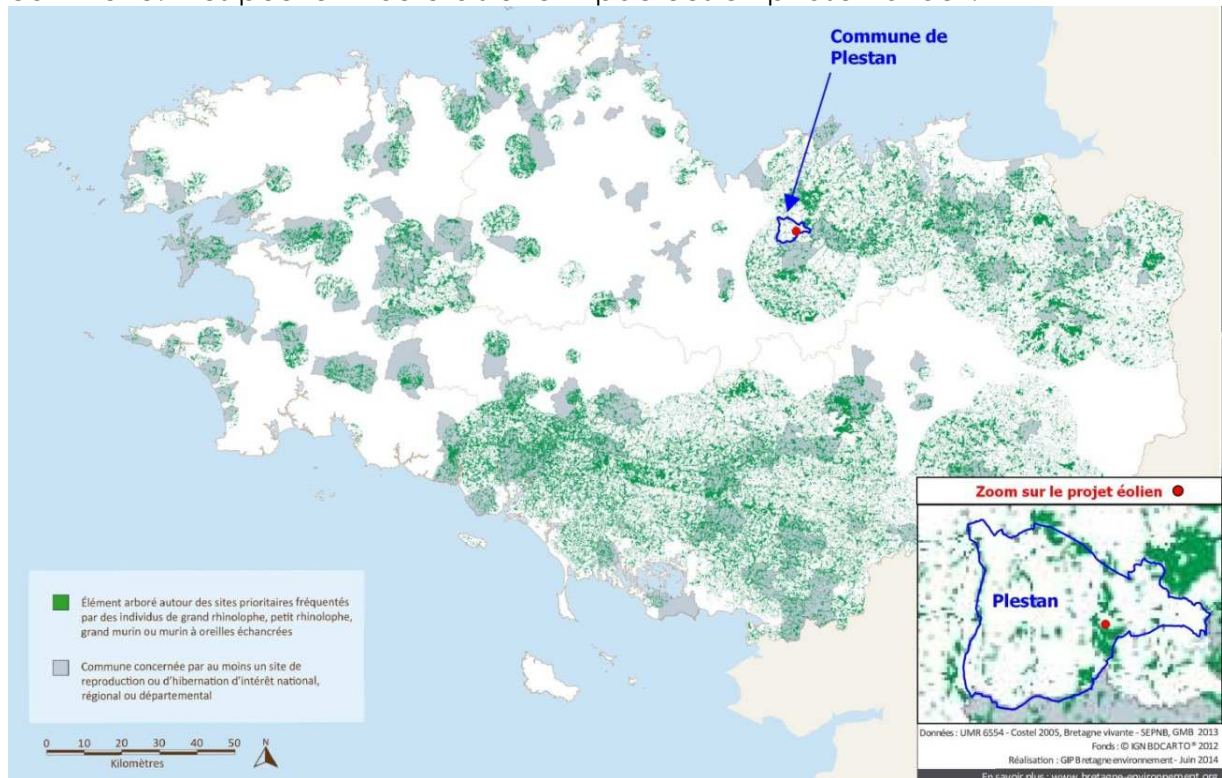 Commune de
Plestan
Zoom sur le projet éolien
Plestan
Élément arboré autour des sites prioritaires fréquentés
par des individus de grand rhinolophe, petit rhinolophe,
grand murin ou murin à oreilles échancrées
Commune concernée par au moins un site de
reproduction ou d'hibernation d'intérêt national,
régional ou départemental
0 10 20 30 40 50
Kilomètres
N
Données : UMR 6554 - Costel 2005, Bretagne vivante - SEPNB, GMB 2013
Fonds : © IGN BDCARTO® 2012
Réalisation : GIP Bretagne environnement - Juin 2014
En savoir plus : www.bretagne-environnement.org